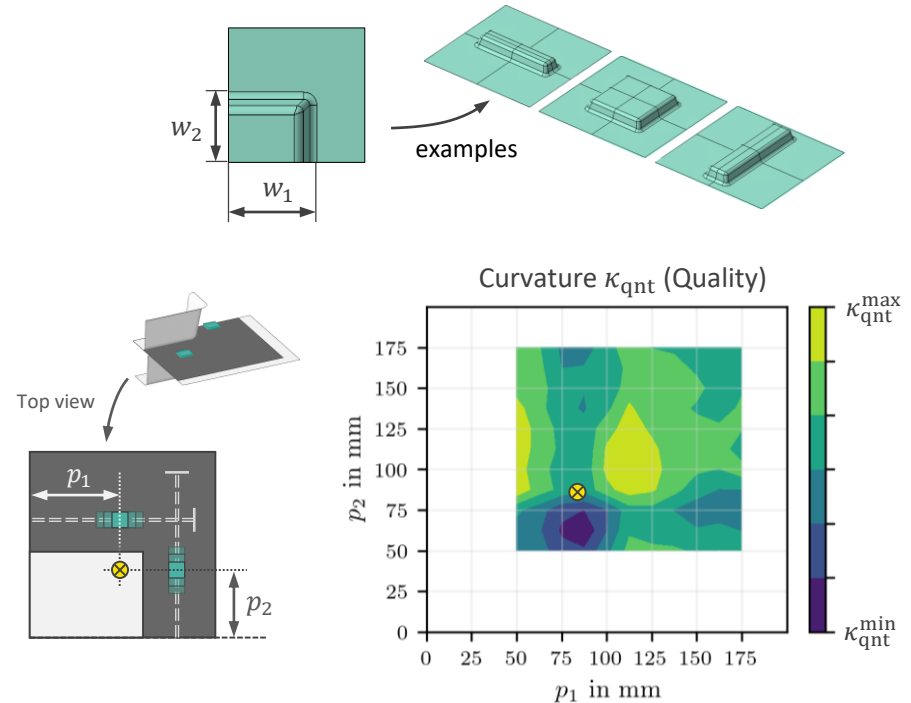 w₂
w₁
examples
Top view
p₁
p₂
Curvature κqnt (Quality)
κqnt^max
κqnt^min
p₂ in mm
175
150
125
100
75
50
25
0
0 25 50 75 100 125 150 175
p₁ in mm